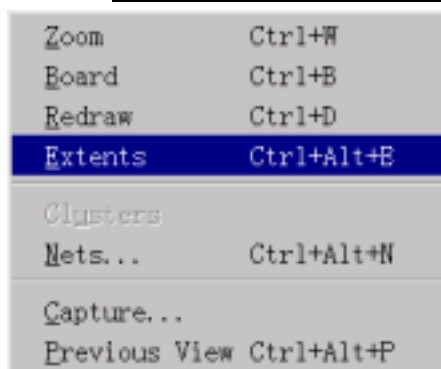 Zoom Ctrl+W
Board Ctrl+B
Redraw Ctrl+D
Extents Ctrl+Alt+E
Clusters
Nets... Ctrl+Alt+N
Capture...
Previous View Ctrl+Alt+P